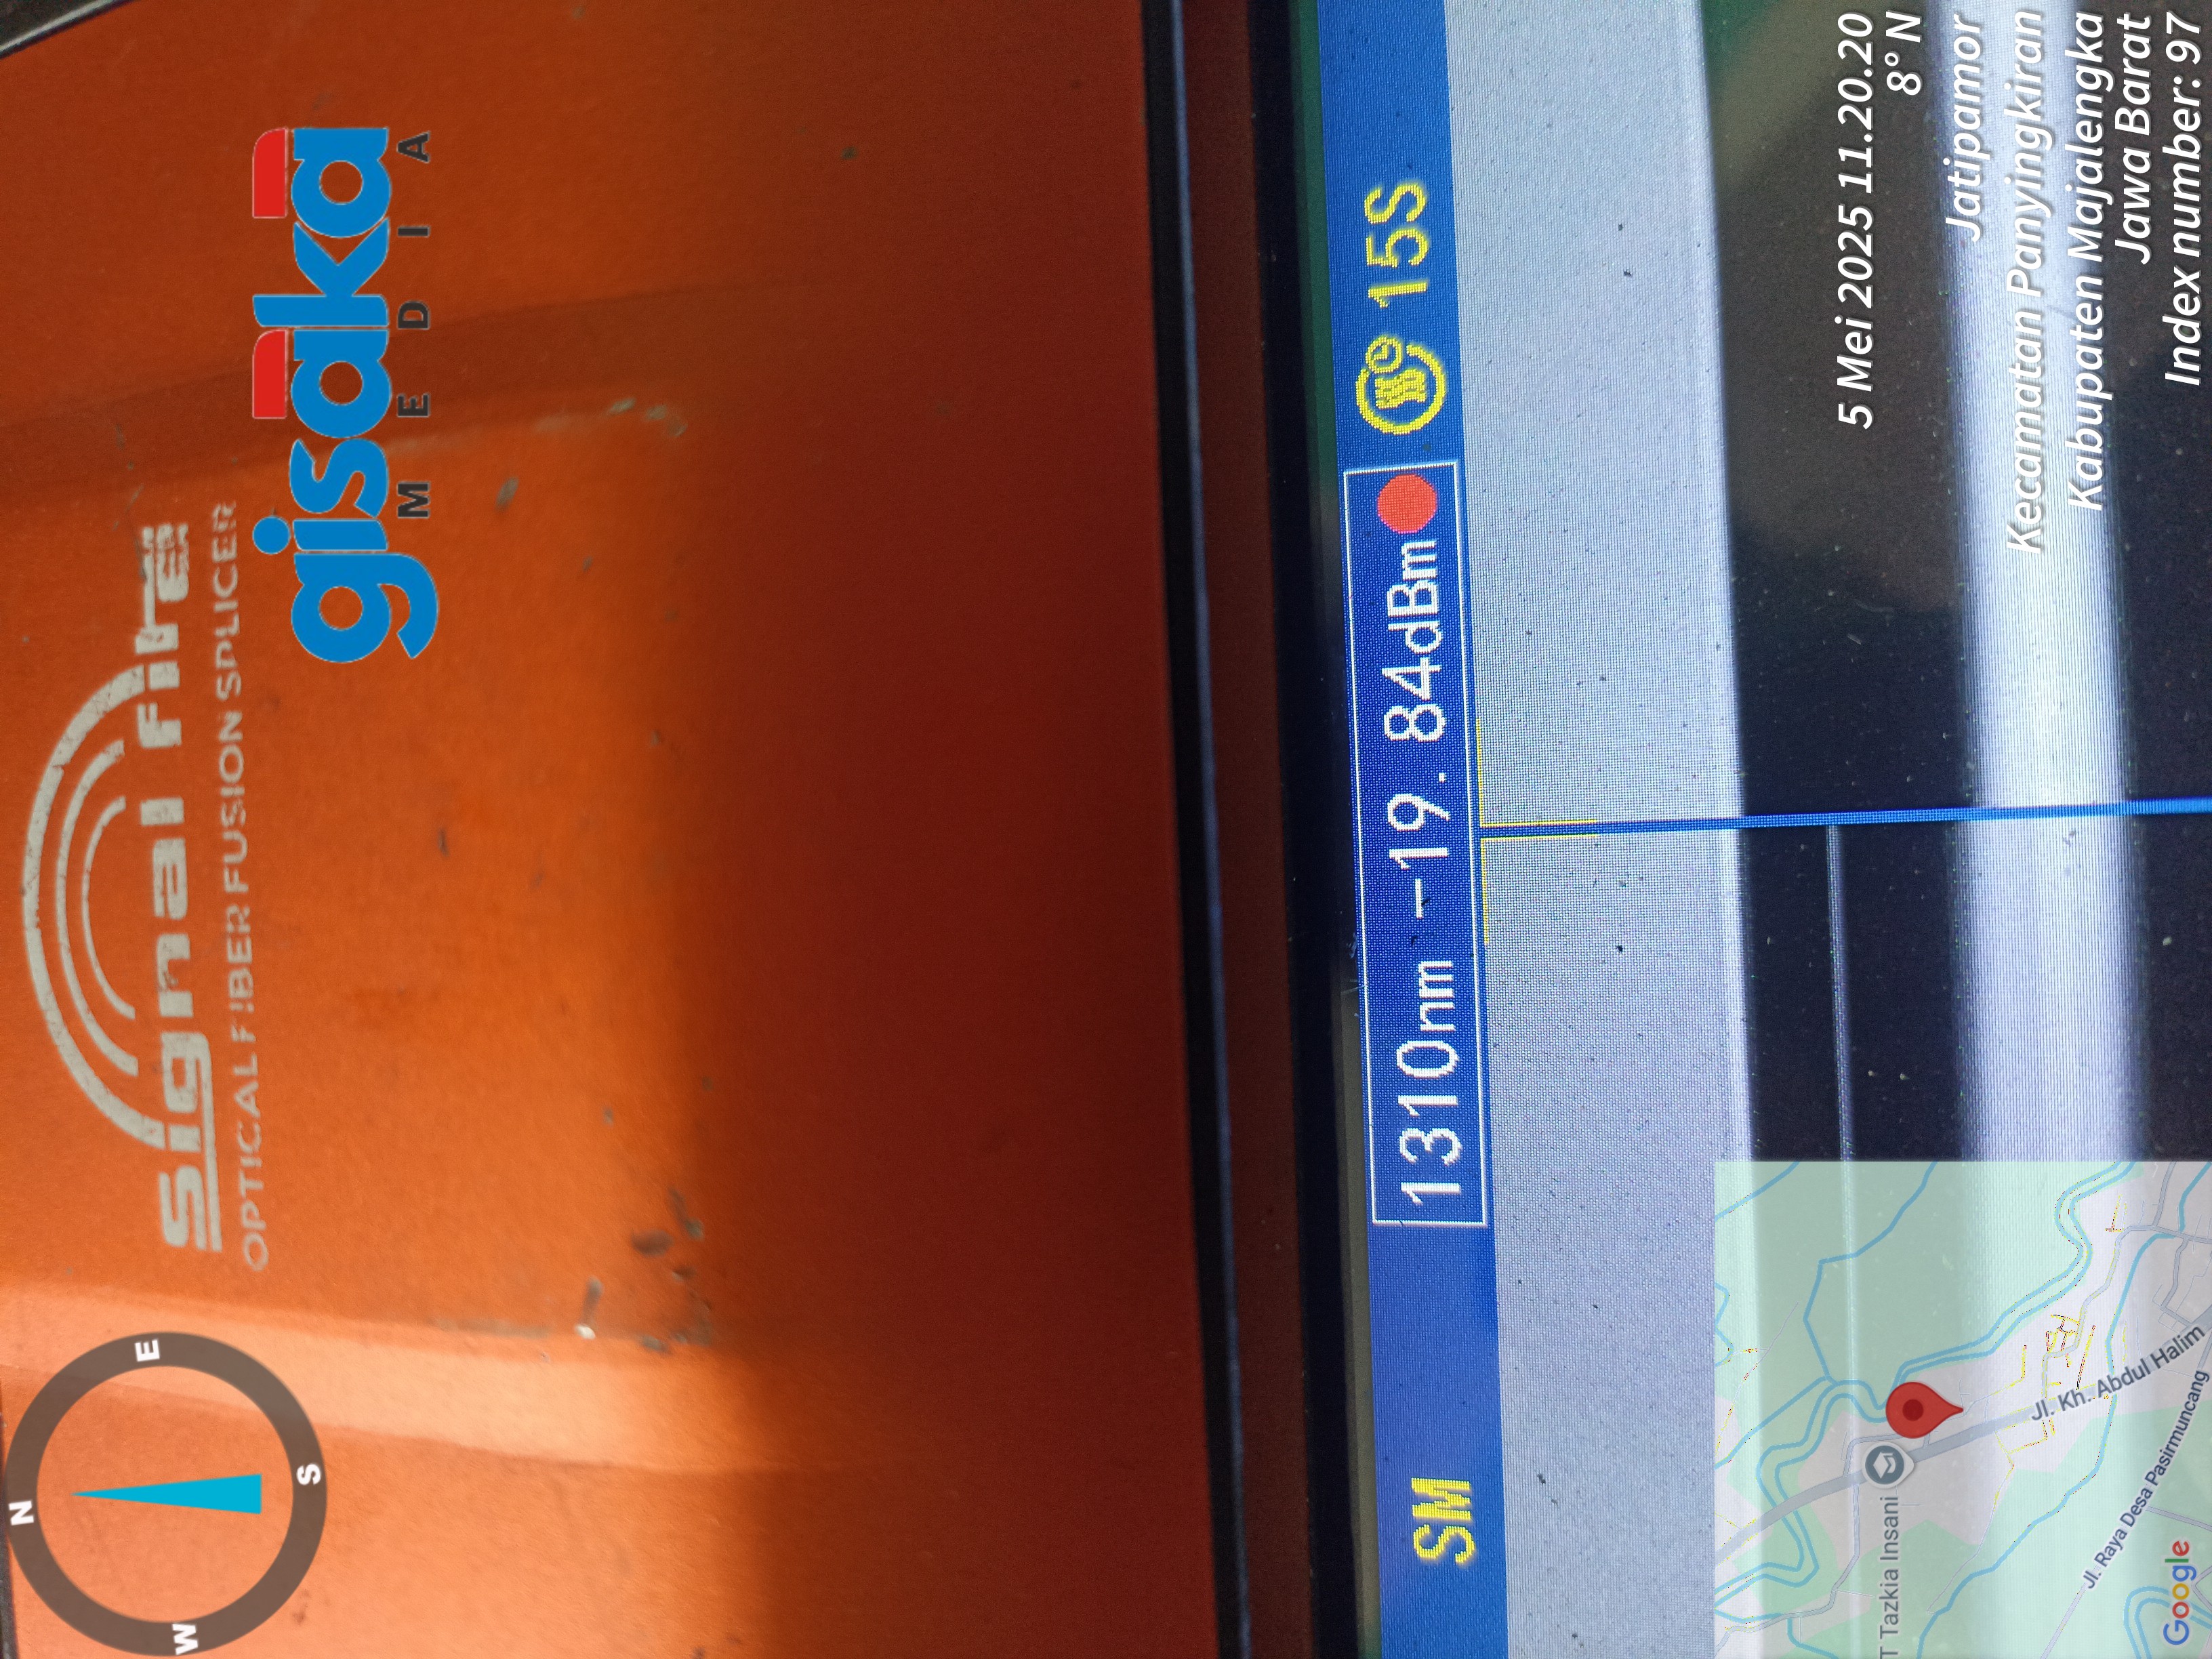 N
E
W
S
Signal fire
OPTICAL FIBER FUSION SPLICER
gisaka
MEDIA
SM
1310nm -19.84dBm
15S
T Tazkia Insani
Jl. Kh. Abdul Halim
Jl. Raya Desa Pasirmuncang
Google
5 Mei 2025 11.20.20
8° N
Jatipamor
Kecamatan Panyingkiran
Kabupaten Majalengka
Jawa Barat
Index number: 97